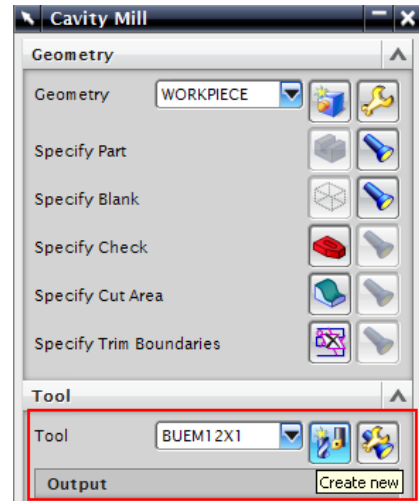 Cavity Mill
Geometry
Geometry WORKPIECE
Specify Part
Specify Blank
Specify Check
Specify Cut Area
Specify Trim Boundaries
Tool
Tool BUEM12X1
Output Create new